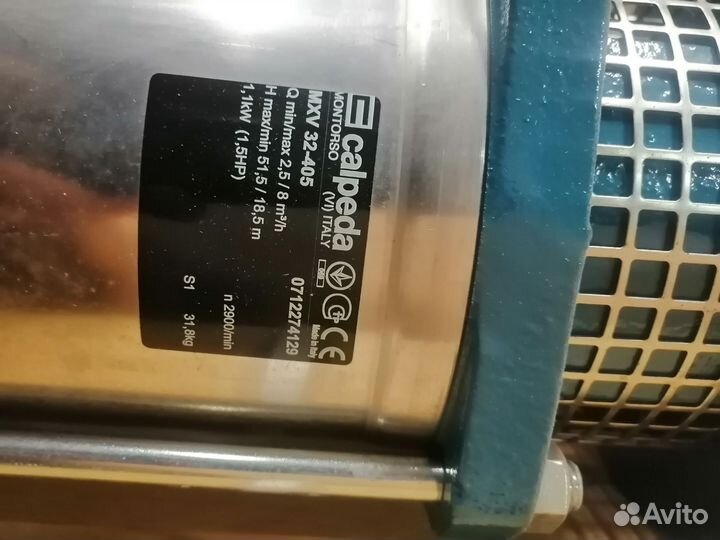 calpeda
MONTORSO (VI) ITALY
Made in Italy
MXV 32-405 0712274129
Q min/max 2,5 / 8 m³/h
H max/min 51,5 / 18,5 m n 2900/min
1,1kW (1,5HP) S1 31,8kg
Avito